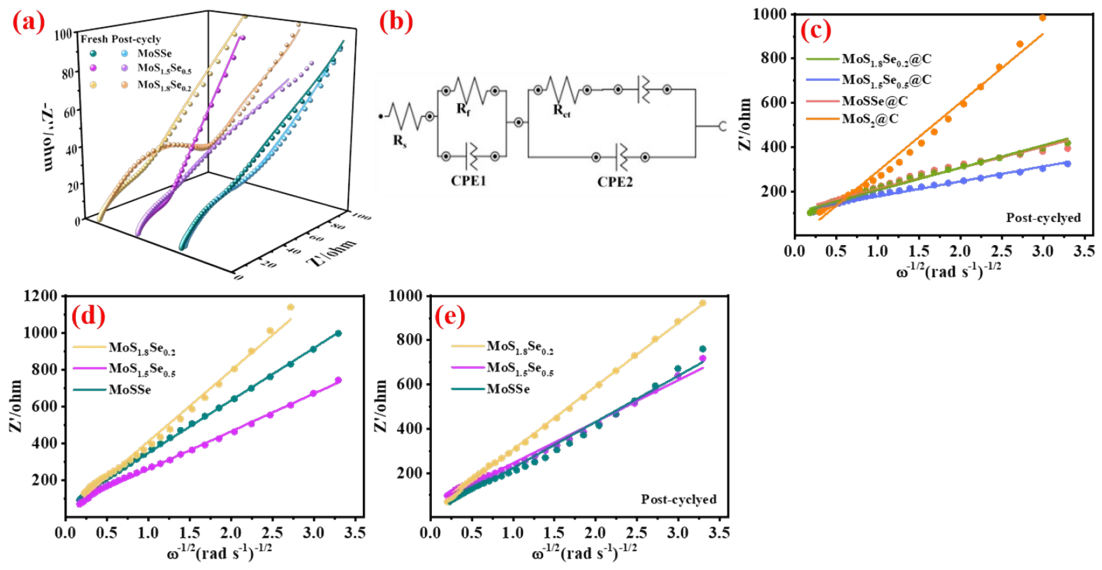 (a)
Fresh Post-cycly
MoSSe
MoS1.5Se0.5
MoS1.8Se0.2
-Z''/ohm
100
80
60
40
20
0
Z'/ohm
0
20
40
60
80
100
(b)
Rs
Rf
CPE1
Rct
CPE2
(c)
MoS1.8Se0.2@C
MoS1.5Se0.5@C
MoSSe@C
MoS2@C
Post-cyclyed
Z'/ohm
1000
800
600
400
200
0.0 0.5 1.0 1.5 2.0 2.5 3.0 3.5
ω-1/2(rad s-1)-1/2
(d)
MoS1.8Se0.2
MoS1.5Se0.5
MoSSe
Z'/ohm
1200
1000
800
600
400
200
0.0 0.5 1.0 1.5 2.0 2.5 3.0 3.5
ω-1/2(rad s-1)-1/2
(e)
MoS1.8Se0.2
MoS1.5Se0.5
MoSSe
Post-cyclyed
Z'/ohm
1000
800
600
400
200
0.0 0.5 1.0 1.5 2.0 2.5 3.0 3.5
ω-1/2(rad s-1)-1/2